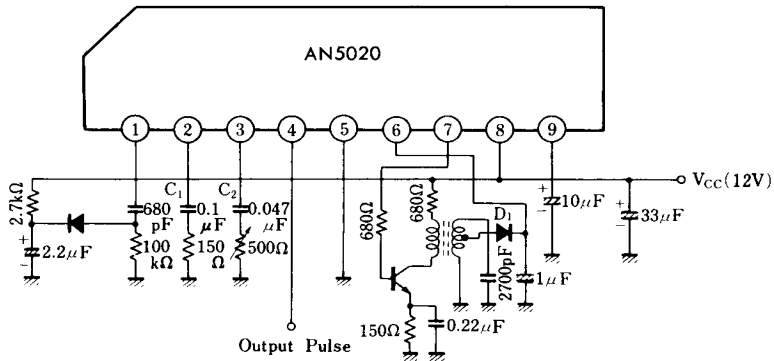 AN5020
1 2 3 4 5 6 7 8 9
VCC(12V)
2.7kΩ
2.2μF
680
pF
100
kΩ
C1
0.1
μF
150
Ω
C2
0.047
μF
500Ω
Output Pulse
680Ω
680Ω
D1
150Ω
0.22μF
2700pF
1μF
10μF
33μF
+
-
+
-
+
-
+